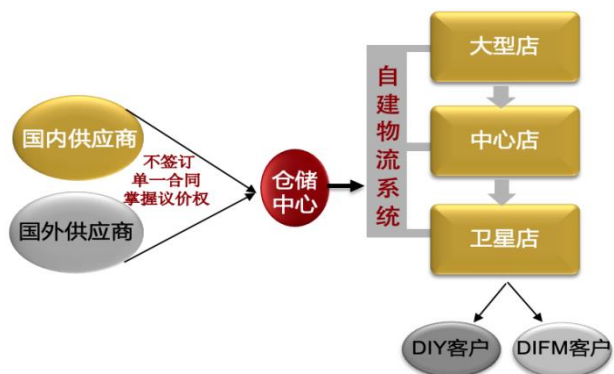 国内供应商
国外供应商
不签订
单一合同
掌握议价权
仓储
中心
自建物流系统
大型店
中心店
卫星店
DIY客户
DIFM客户